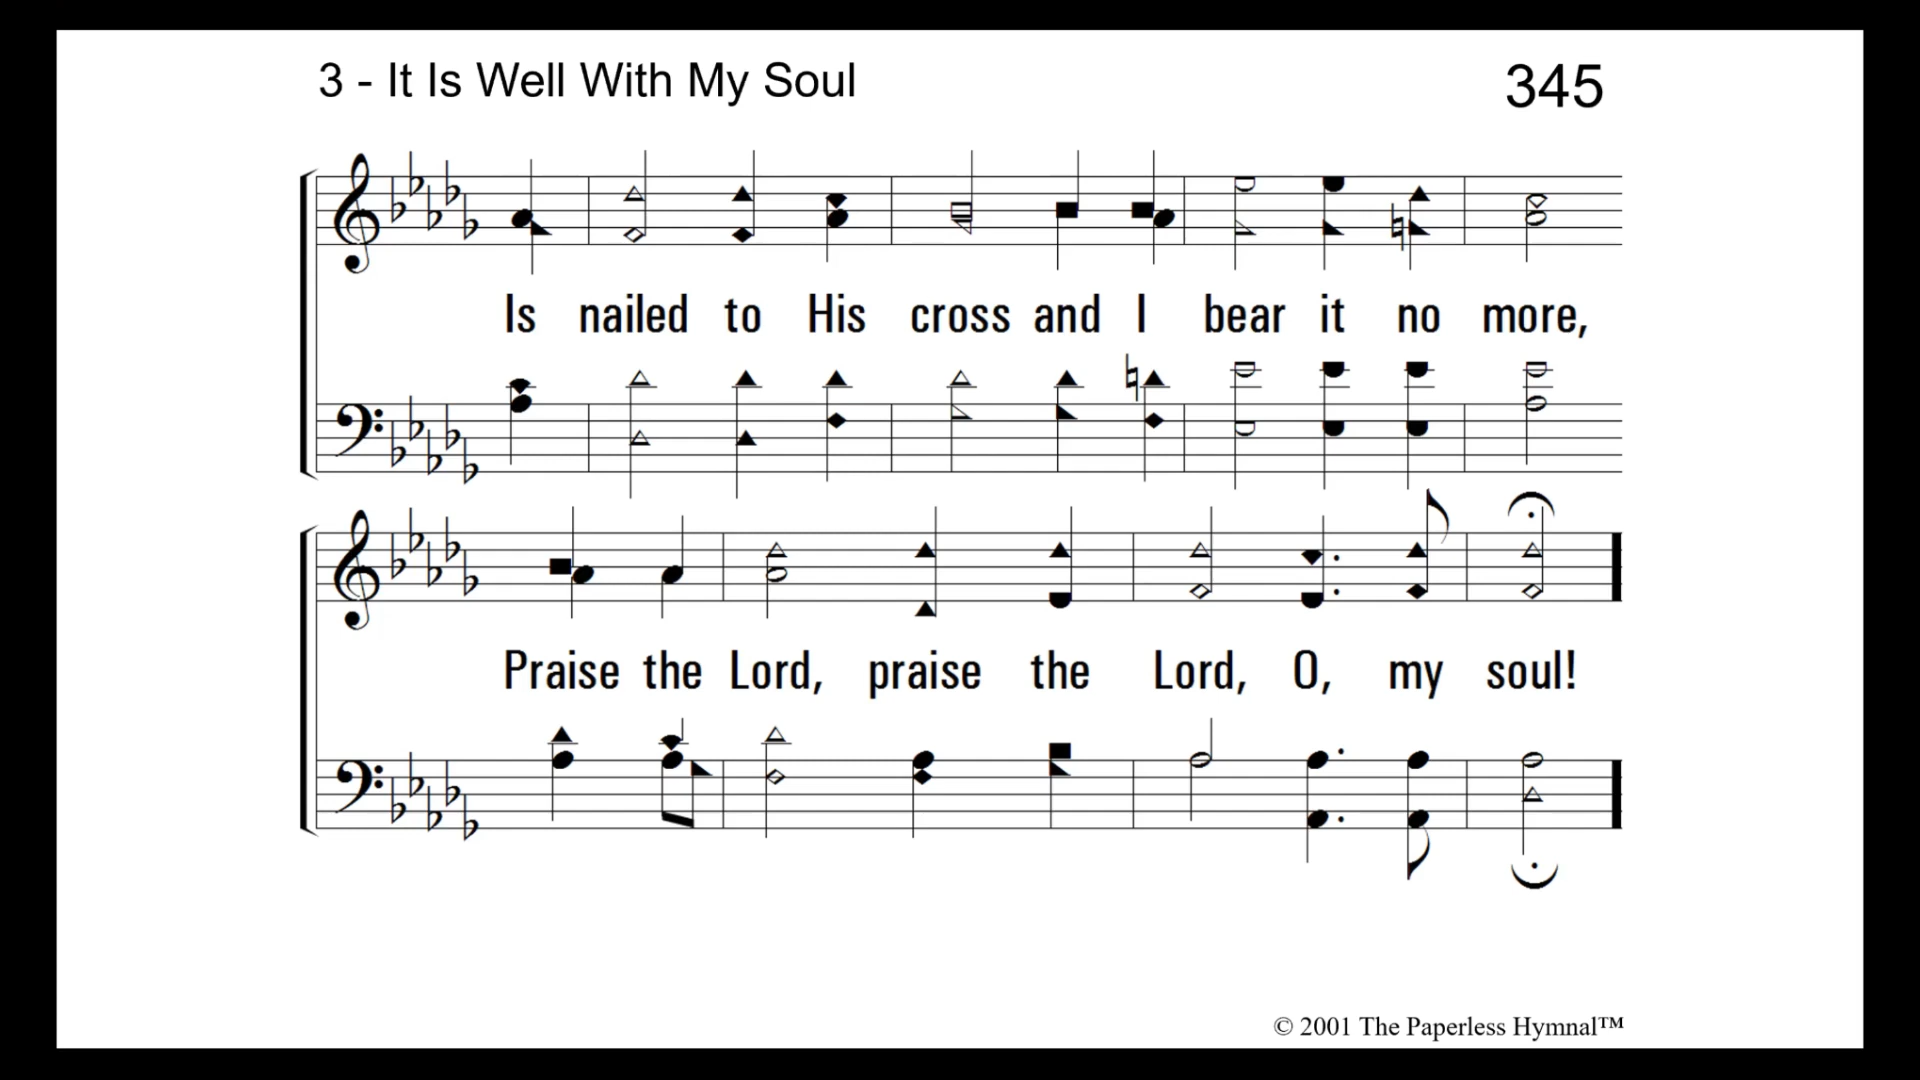 3 - It Is Well With My Soul
345
Is nailed to His cross and I bear it no more,
Praise the Lord, praise the Lord, O, my soul!
© 2001 The Paperless Hymnal™